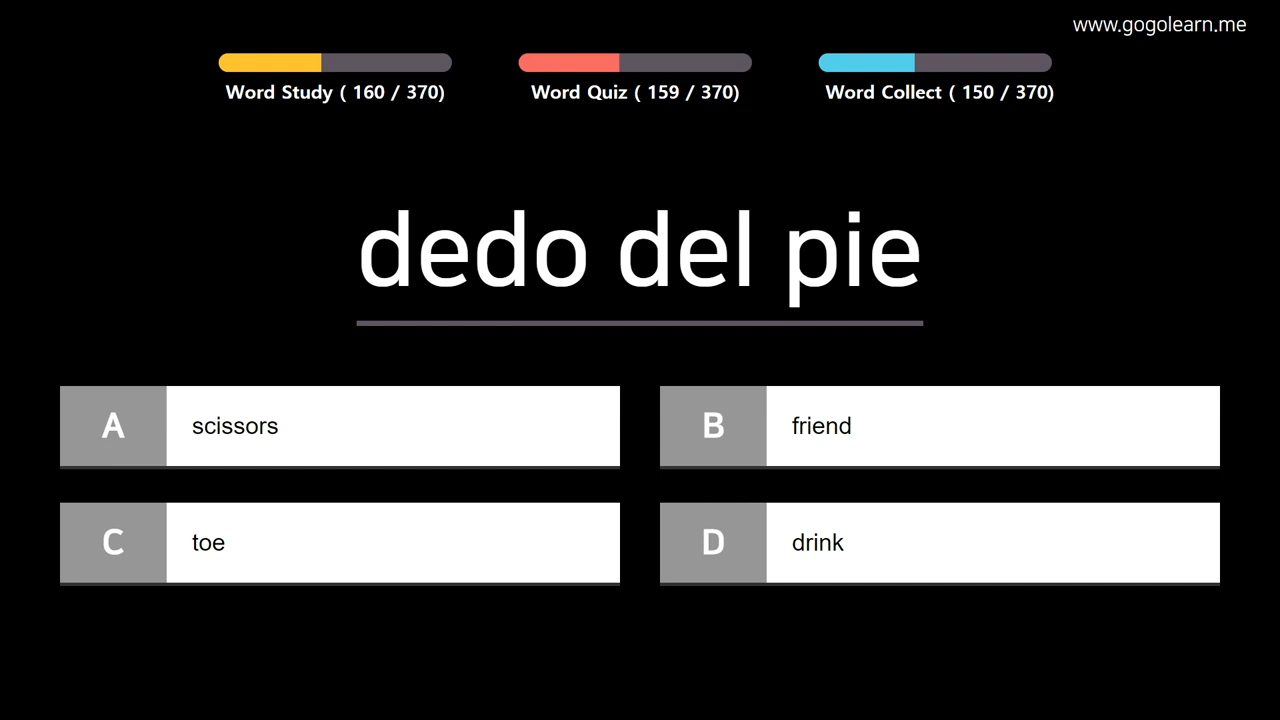 www.gogolearn.me
Word Study ( 160 / 370)
Word Quiz ( 159 / 370)
Word Collect ( 150 / 370)
dedo del pie
A scissors
B friend
C toe
D drink